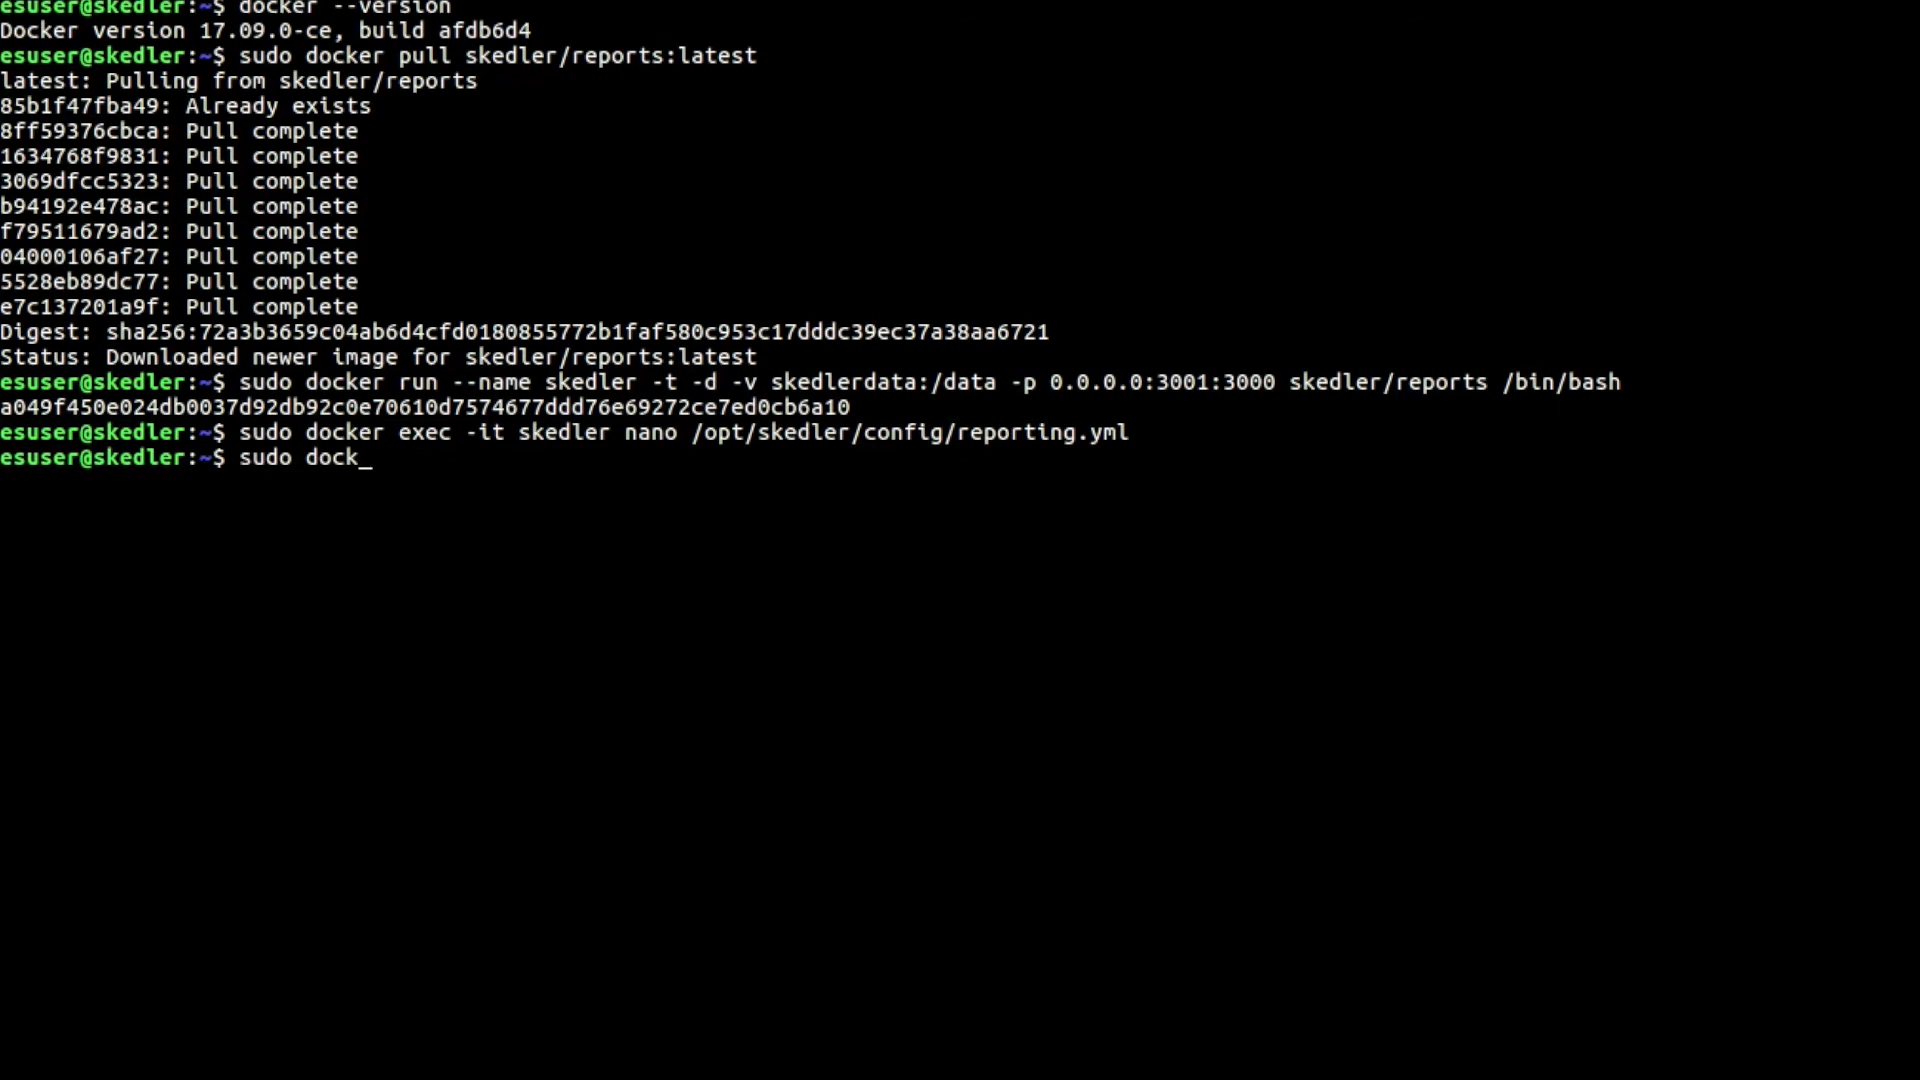 esuser@skedler:~$ docker --version
Docker version 17.09.0-ce, build afdb6d4
esuser@skedler:~$ sudo docker pull skedler/reports:latest
latest: Pulling from skedler/reports
85b1f47fba49: Already exists
8ff59376cbca: Pull complete
1634768f9831: Pull complete
3069dfcc5323: Pull complete
b94192e478ac: Pull complete
f79511679ad2: Pull complete
04000106af27: Pull complete
5528eb89dc77: Pull complete
e7c137201a9f: Pull complete
Digest: sha256:72a3b3659c04ab6d4cfd0180855772b1faf580c953c17dddc39ec37a38aa6721
Status: Downloaded newer image for skedler/reports:latest
esuser@skedler:~$ sudo docker run --name skedler -t -d -v skedlerdata:/data -p 0.0.0.0:3001:3000 skedler/reports /bin/bash
a049f450e024db0037d92db92c0e70610d7574677ddd76e69272ce7ed0cb6a10
esuser@skedler:~$ sudo docker exec -it skedler nano /opt/skedler/config/reporting.yml
esuser@skedler:~$ sudo dock_